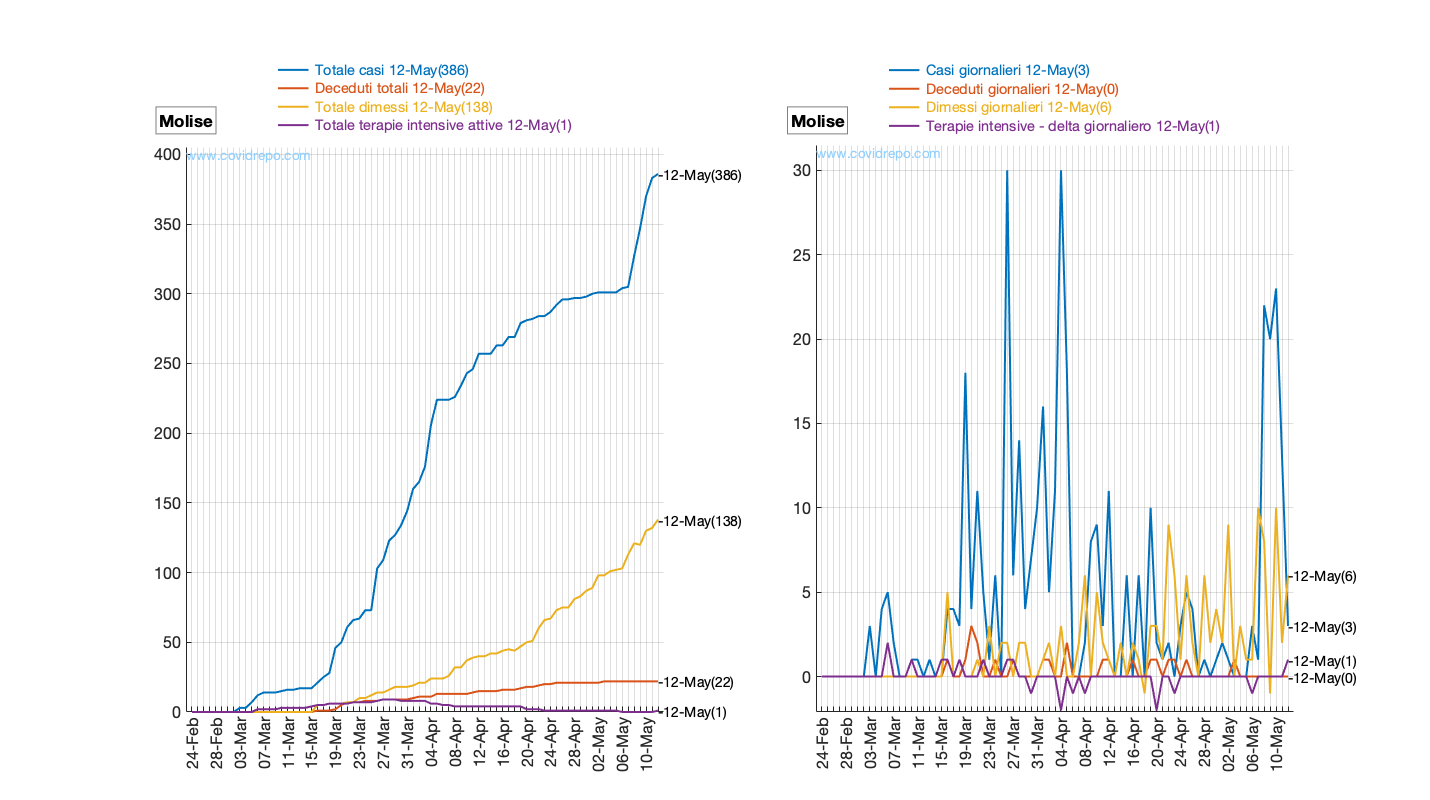 Totale casi 12-May(386)
Deceduti totali 12-May(22)
Totale dimessi 12-May(138)
Totale terapie intensive attive 12-May(1)
Molise
www.covidrepo.com
400
350
300
250
200
150
100
50
0
12-May(386)
12-May(138)
12-May(22)
12-May(1)
24-Feb
28-Feb
03-Mar
07-Mar
11-Mar
15-Mar
19-Mar
23-Mar
27-Mar
31-Mar
04-Apr
08-Apr
12-Apr
16-Apr
20-Apr
24-Apr
28-Apr
02-May
06-May
10-May
Casi giornalieri 12-May(3)
Deceduti giornalieri 12-May(0)
Dimessi giornalieri 12-May(6)
Terapie intensive - delta giornaliero 12-May(1)
Molise
www.covidrepo.com
30
25
20
15
10
5
0
12-May(6)
12-May(3)
12-May(1)
12-May(0)
24-Feb
28-Feb
03-Mar
07-Mar
11-Mar
15-Mar
19-Mar
23-Mar
27-Mar
31-Mar
04-Apr
08-Apr
12-Apr
16-Apr
20-Apr
24-Apr
28-Apr
02-May
06-May
10-May